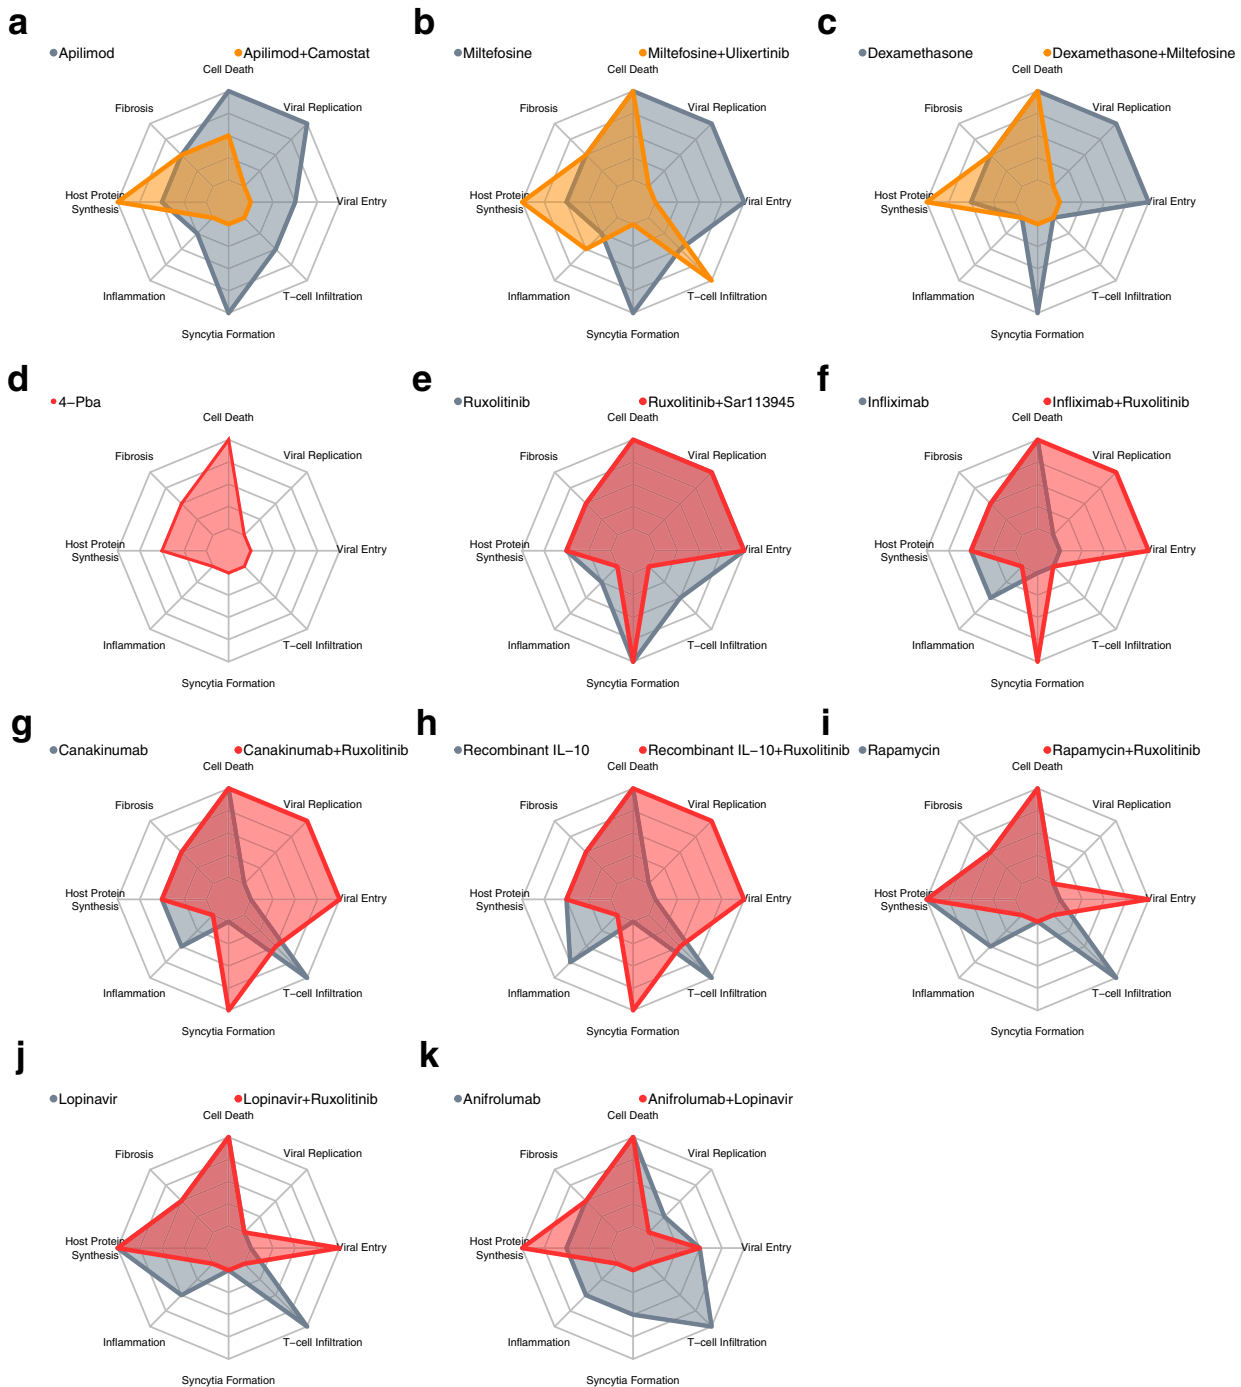 a
Apilimod
Apilimod+Camostat
Cell Death
Fibrosis
Viral Replication
Host Protein
Synthesis
Viral Entry
Inflammation
T−cell Infiltration
Syncytia Formation
b
Miltefosine
Miltefosine+Ulixertinib
Cell Death
Fibrosis
Viral Replication
Host Protein
Synthesis
Viral Entry
Inflammation
T−cell Infiltration
Syncytia Formation
c
Dexamethasone
Dexamethasone+Miltefosine
Cell Death
Fibrosis
Viral Replication
Host Protein
Synthesis
Viral Entry
Inflammation
T−cell Infiltration
Syncytia Formation
d
4−Pba
Cell Death
Fibrosis
Viral Replication
Host Protein
Synthesis
Viral Entry
Inflammation
T−cell Infiltration
Syncytia Formation
e
Ruxolitinib
Ruxolitinib+Sar113945
Cell Death
Fibrosis
Viral Replication
Host Protein
Synthesis
Viral Entry
Inflammation
T−cell Infiltration
Syncytia Formation
f
Infliximab
Infliximab+Ruxolitinib
Cell Death
Fibrosis
Viral Replication
Host Protein
Synthesis
Viral Entry
Inflammation
T−cell Infiltration
Syncytia Formation
g
Canakinumab
Canakinumab+Ruxolitinib
Cell Death
Fibrosis
Viral Replication
Host Protein
Synthesis
Viral Entry
Inflammation
T−cell Infiltration
Syncytia Formation
h
Recombinant IL−10
Recombinant IL−10+Ruxolitinib
Cell Death
Fibrosis
Viral Replication
Host Protein
Synthesis
Viral Entry
Inflammation
T−cell Infiltration
Syncytia Formation
i
Rapamycin
Rapamycin+Ruxolitinib
Cell Death
Fibrosis
Viral Replication
Host Protein
Synthesis
Viral Entry
Inflammation
T−cell Infiltration
Syncytia Formation
j
Lopinavir
Lopinavir+Ruxolitinib
Cell Death
Fibrosis
Viral Replication
Host Protein
Synthesis
Viral Entry
Inflammation
T−cell Infiltration
Syncytia Formation
k
Anifrolumab
Anifrolumab+Lopinavir
Cell Death
Fibrosis
Viral Replication
Host Protein
Synthesis
Viral Entry
Inflammation
T−cell Infiltration
Syncytia Formation